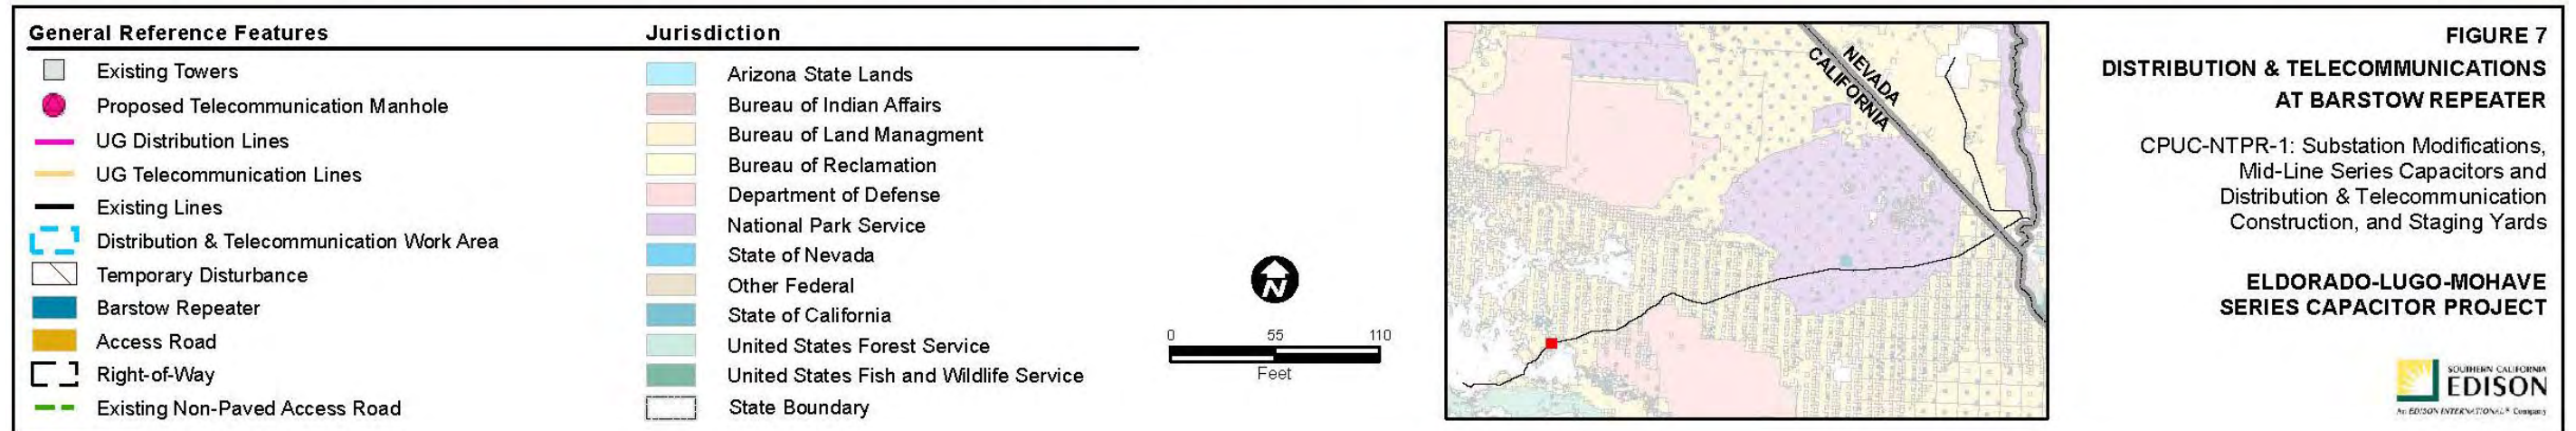 General Reference Features
Existing Towers
Proposed Telecommunication Manhole
UG Distribution Lines
UG Telecommunication Lines
Existing Lines
Distribution & Telecommunication Work Area
Temporary Disturbance
Barstow Repeater
Access Road
Right-of-Way
Existing Non-Paved Access Road
Jurisdiction
Arizona State Lands
Bureau of Indian Affairs
Bureau of Land Managment
Bureau of Reclamation
Department of Defense
National Park Service
State of Nevada
Other Federal
State of California
United States Forest Service
United States Fish and Wildlife Service
State Boundary
N
0 55 110
Feet
NEVADA
CALIFORNIA
FIGURE 7
DISTRIBUTION & TELECOMMUNICATIONS
AT BARSTOW REPEATER
CPUC-NTPR-1: Substation Modifications,
Mid-Line Series Capacitors and
Distribution & Telecommunication
Construction, and Staging Yards
ELDORADO-LUGO-MOHAVE
SERIES CAPACITOR PROJECT
SOUTHERN CALIFORNIA
EDISON
An EDISON INTERNATIONAL® Company